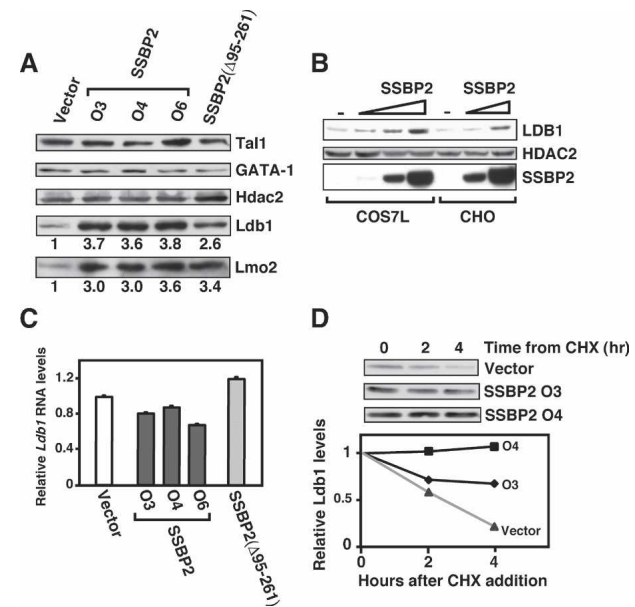 A
SSBP2
Vector
O3
O4
O6
SSBP2(Δ95-261)
Tal1
GATA-1
Hdac2
Ldb1
1 3.7 3.6 3.8 2.6
Lmo2
1 3.0 3.0 3.6 3.4
B
SSBP2 SSBP2
- -
LDB1
HDAC2
SSBP2
COS7L CHO
C
Relative Ldb1 RNA levels
1.2
0.8
0.4
0
Vector
O3
O4
O6
SSBP2
SSBP2(Δ95-261)
D
0 2 4 Time from CHX (hr)
Vector
SSBP2 O3
SSBP2 O4
Relative Ldb1 levels
1
0.5
1
O4
O3
Vector
0 2 4
Hours after CHX addition